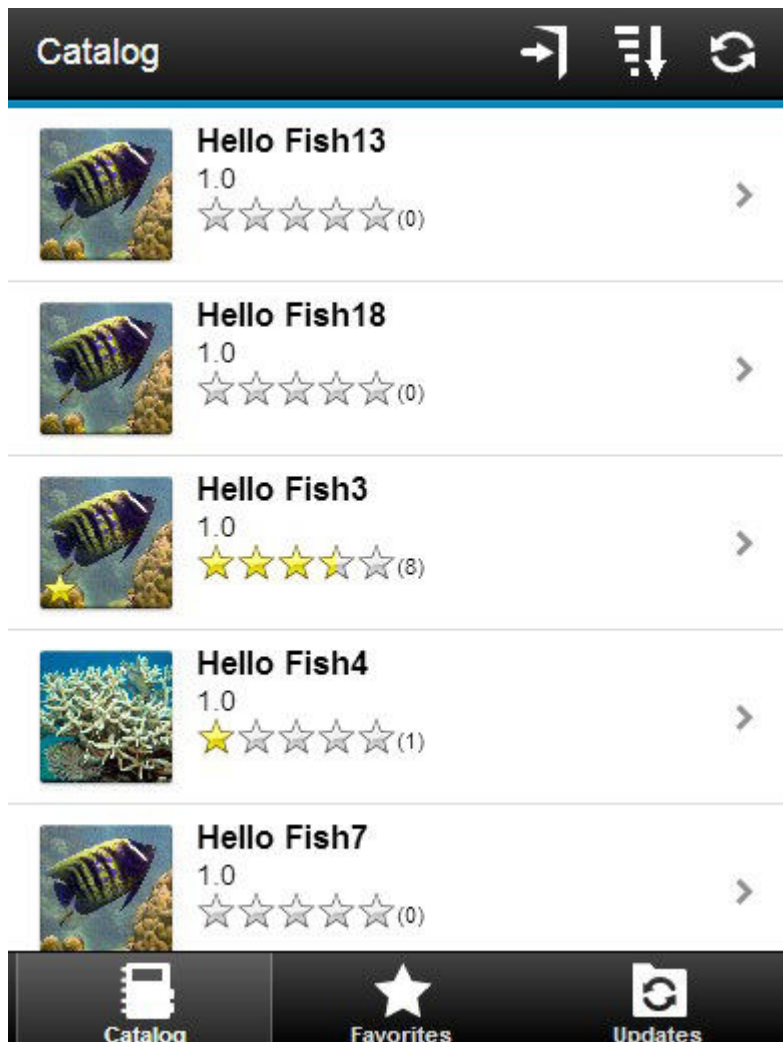 Catalog
Hello Fish13
1.0
(0)
Hello Fish18
1.0
(0)
Hello Fish3
1.0
(8)
Hello Fish4
1.0
(1)
Hello Fish7
1.0
(0)
Catalog Favorites Updates